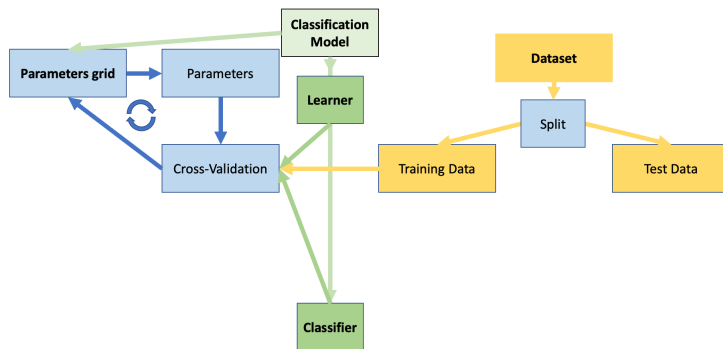 Classification
Model
Dataset
Parameters grid
Parameters
Learner
Split
Cross-Validation
Training Data
Test Data
Classifier